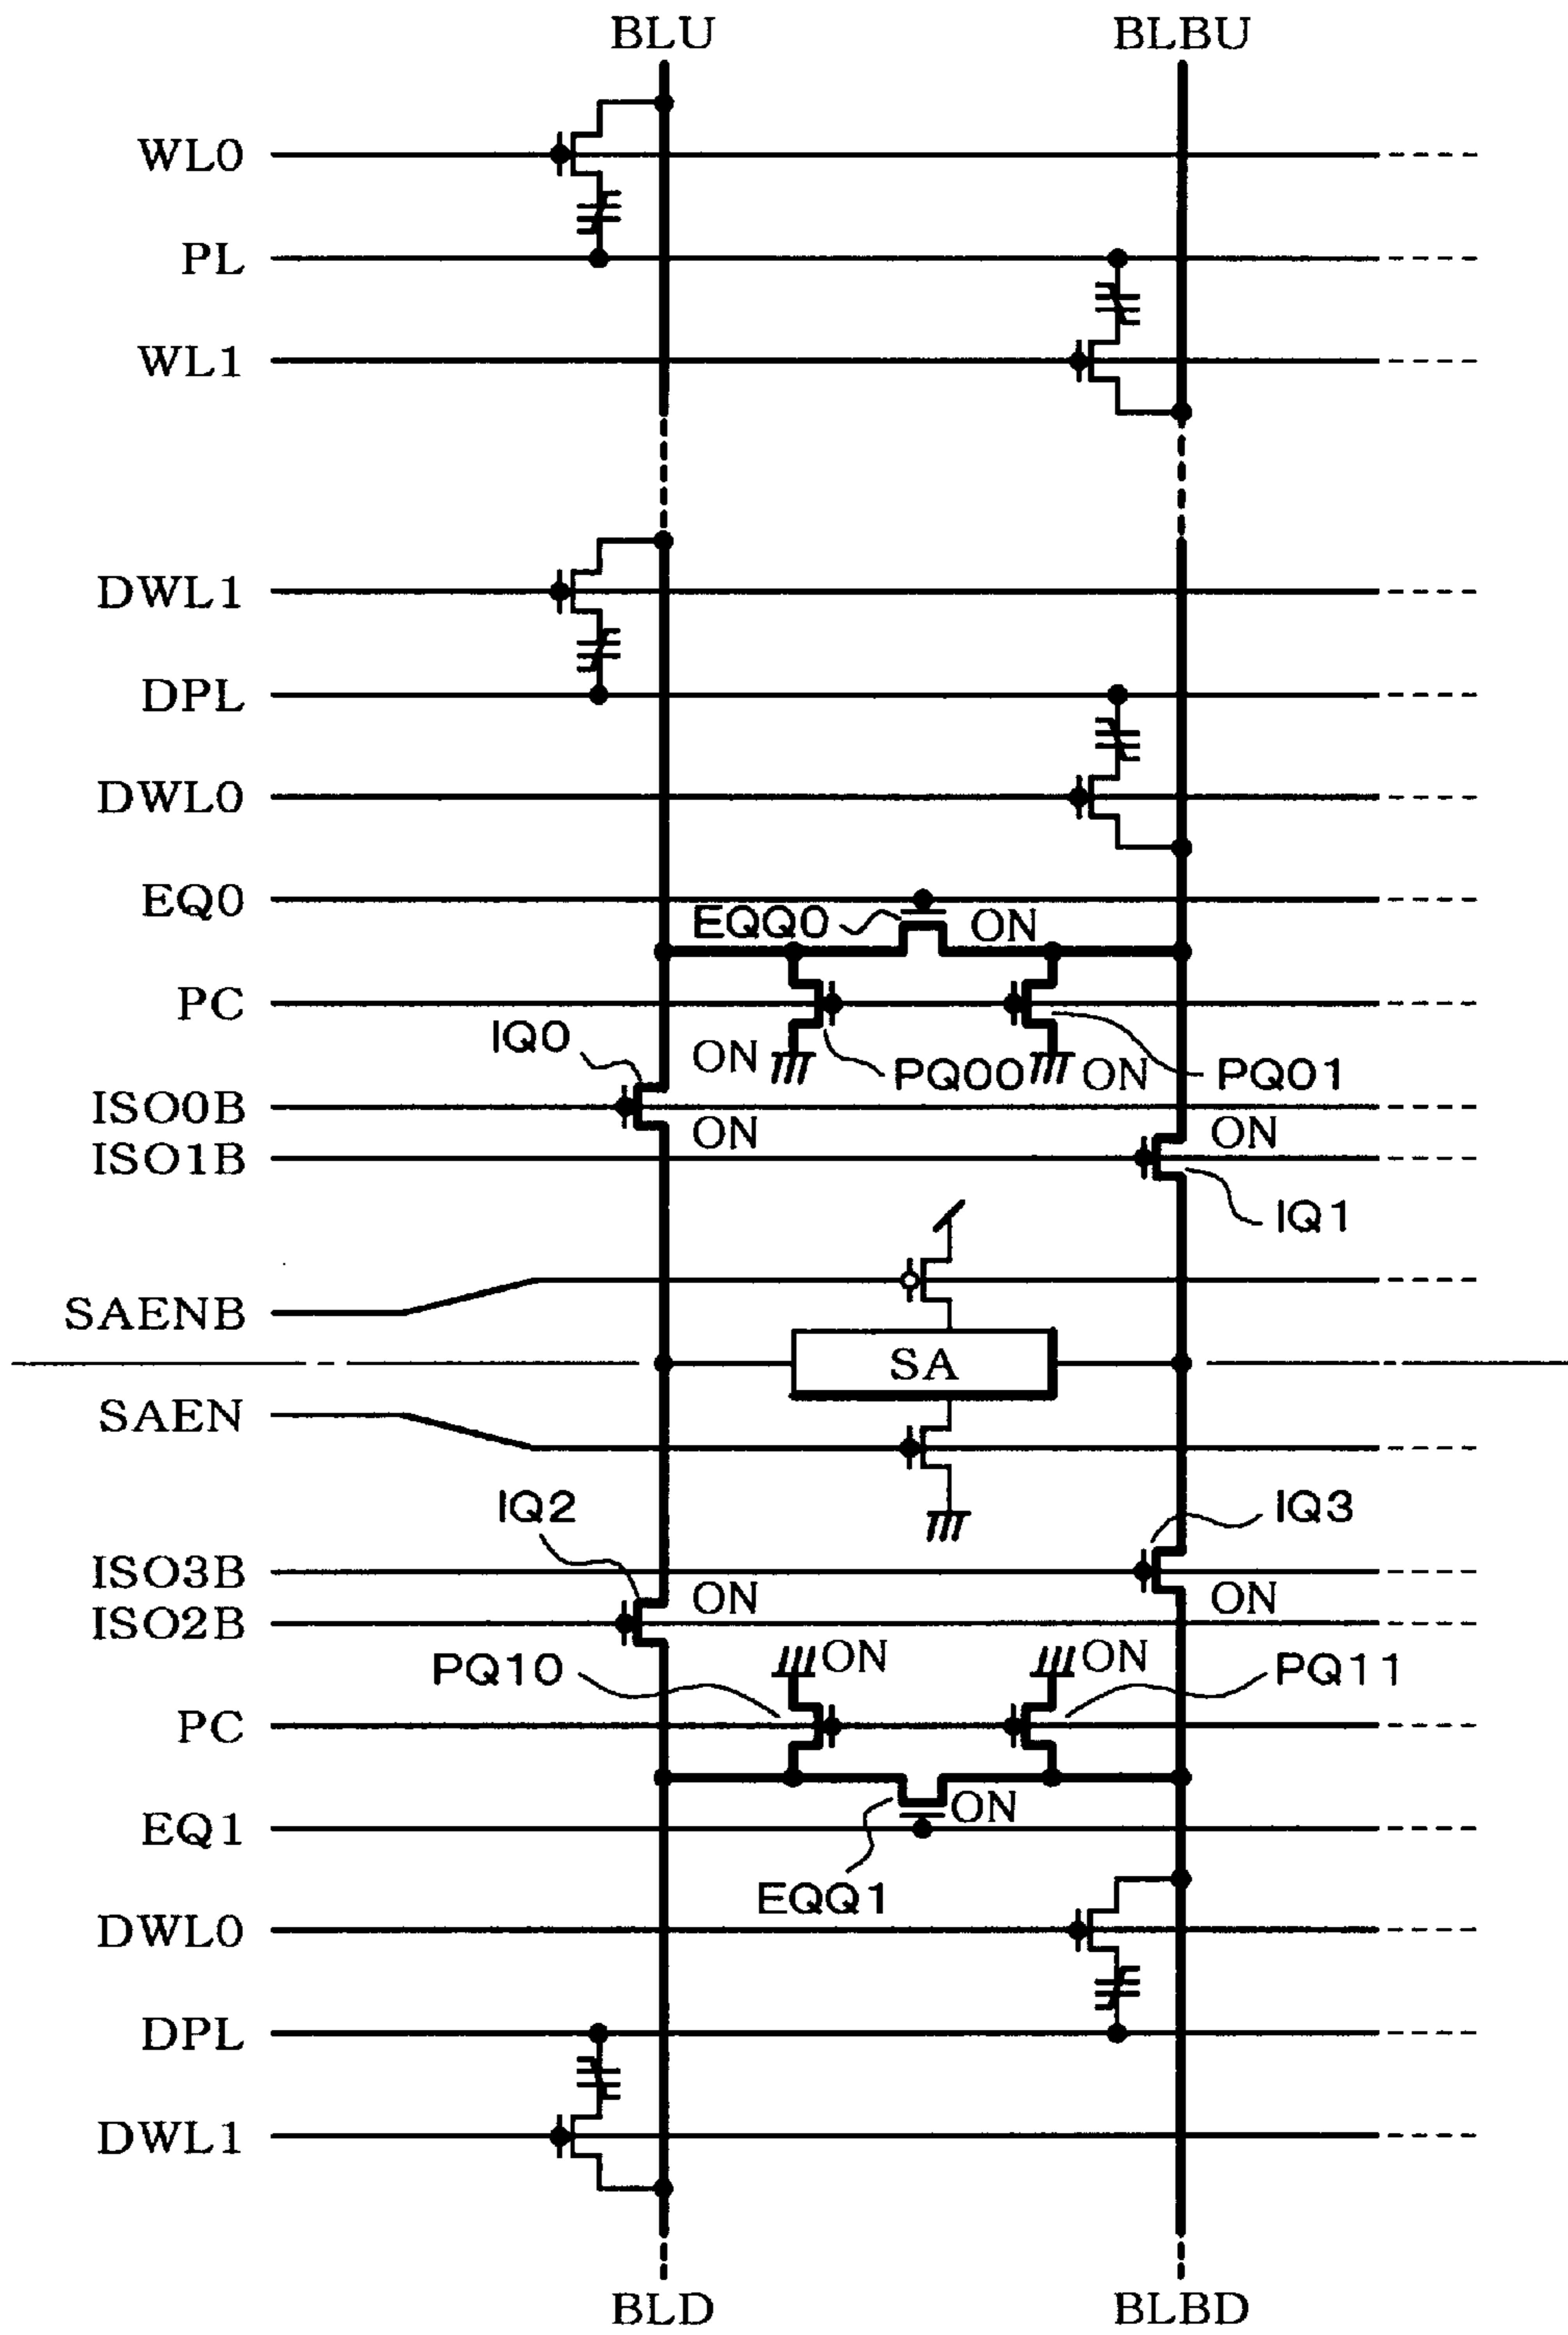 BLU BLBU
WL0
PL
WL1
DWL1
DPL
DWL0
EQ0
EQQ0 ON
PC
IQ0 ON PQ00 ON PQ01
ISO0B ON
ISO1B ON
IQ1
SAENB
SA
SAEN
IQ2 IQ3
ISO3B
ON ON
ISO2B
PQ10 ON ON PQ11
PC
ON
EQ1
EQQ1
DWL0
DPL
DWL1
BLD BLBD